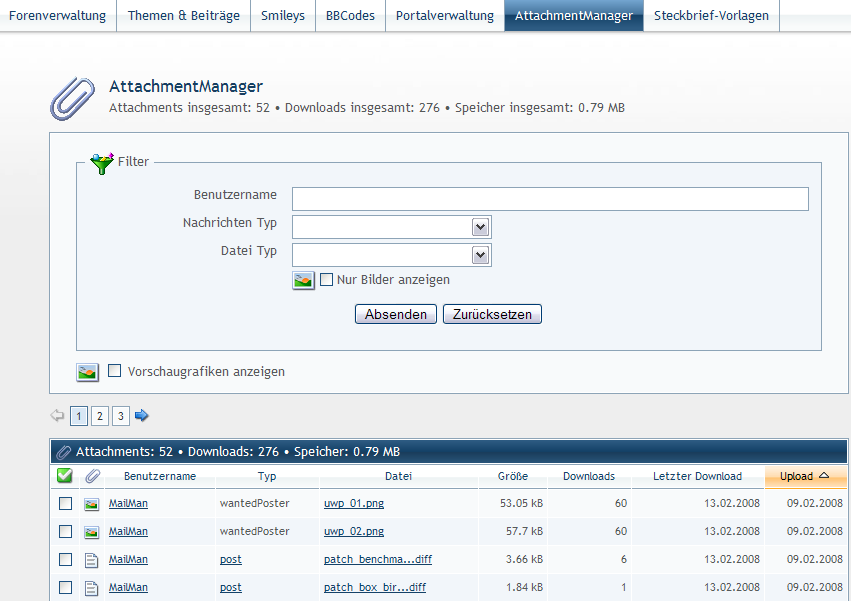 Forenverwaltung Themen & Beiträge Smileys BBCodes Portalverwaltung AttachmentManager Steckbrief-Vorlagen
AttachmentManager
Attachments insgesamt: 52 • Downloads insgesamt: 276 • Speicher insgesamt: 0.79 MB
Filter
Benutzername
Nachrichten Typ
Datei Typ
Nur Bilder anzeigen
Absenden Zurücksetzen
Vorschaugrafiken anzeigen
1 2 3
Attachments: 52 • Downloads: 276 • Speicher: 0.79 MB
Benutzername Typ Datei Größe Downloads Letzter Download Upload
MailMan wantedPoster uwp_01.png 53.05 kB 60 13.02.2008 09.02.2008
MailMan wantedPoster uwp_02.png 57.7 kB 60 13.02.2008 09.02.2008
MailMan post patch_benchma...diff 3.66 kB 6 13.02.2008 09.02.2008
MailMan post patch_box_bir...diff 1.84 kB 1 13.02.2008 09.02.2008